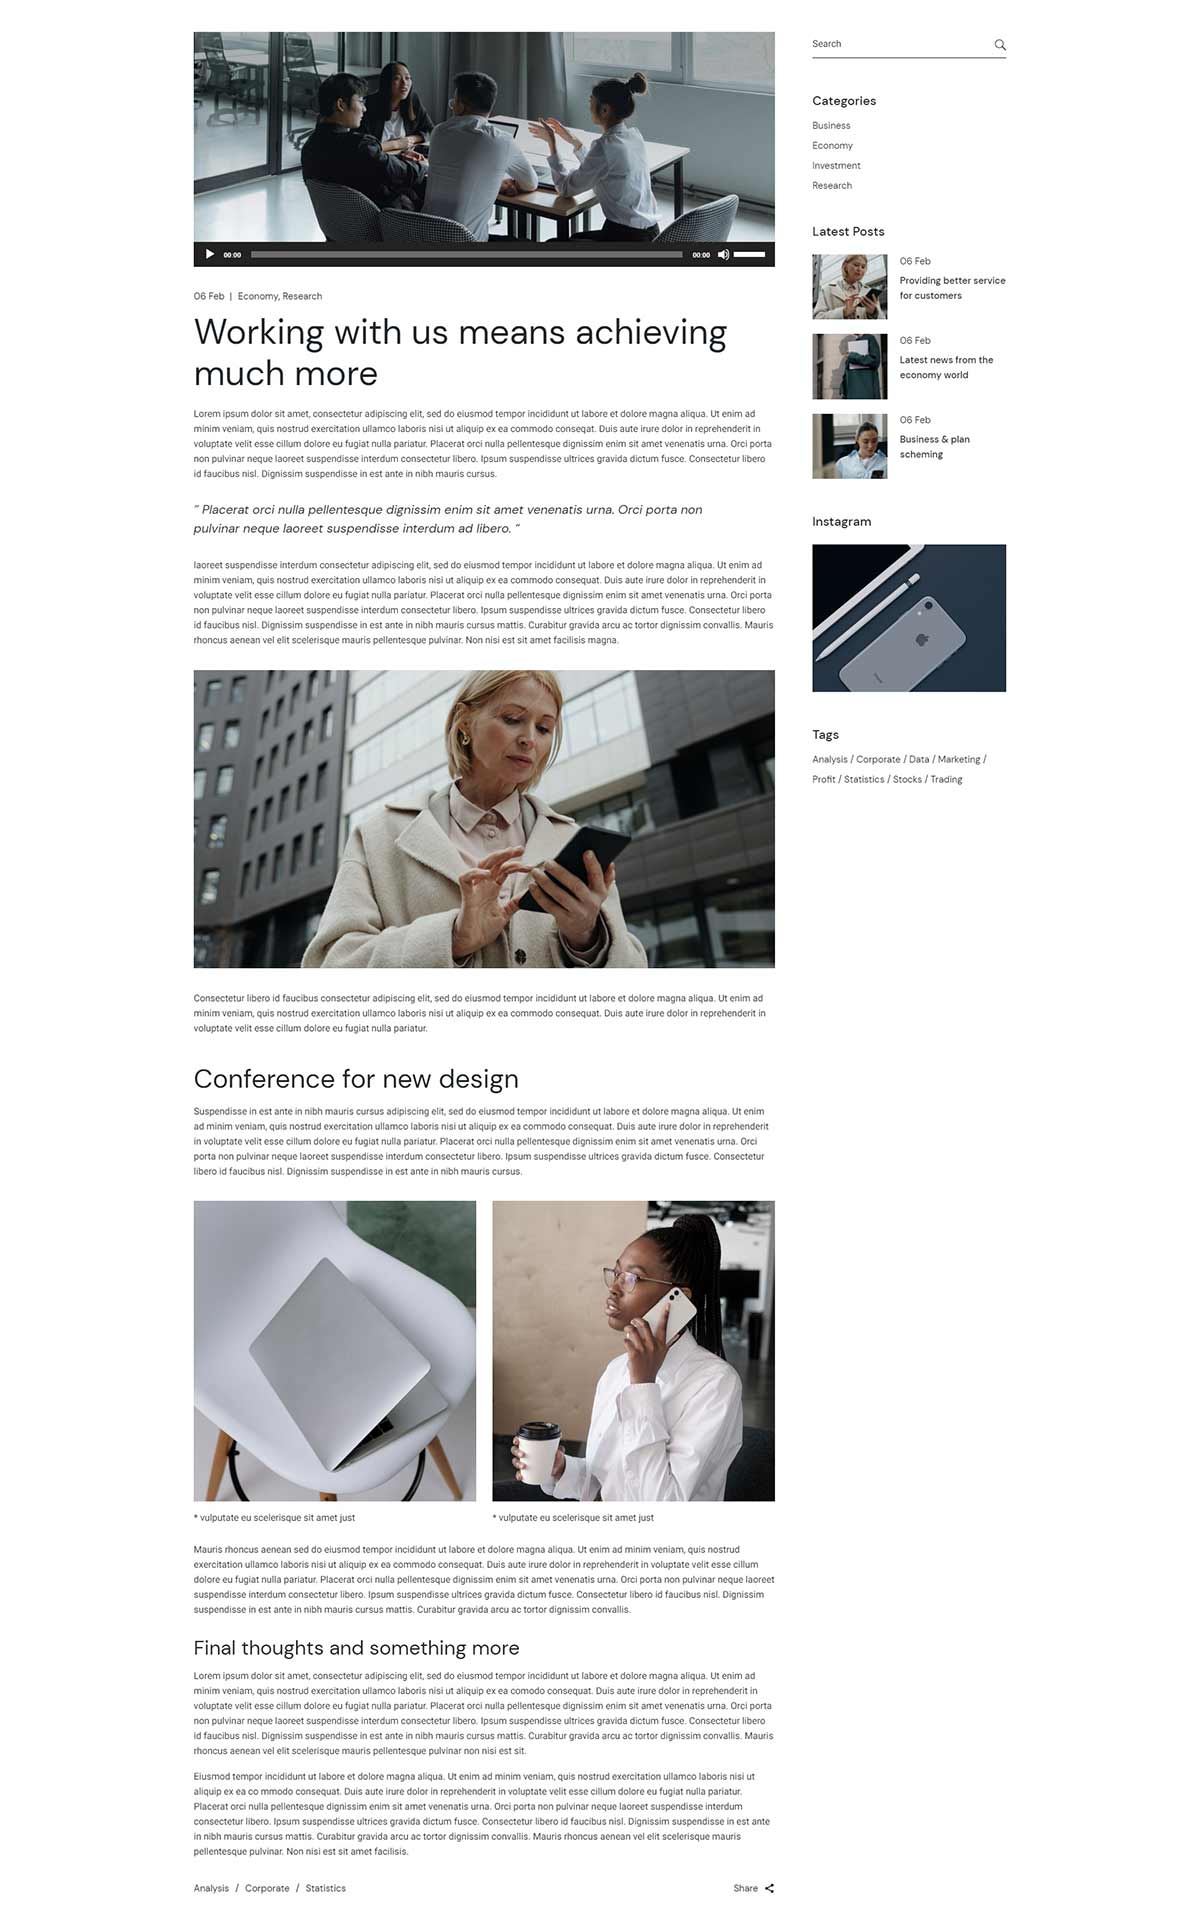 00:00
00:00
06 Feb | Economy, Research
Working with us means achieving
much more
Lorem ipsum dolor sit amet, consectetur adipiscing elit, sed do eiusmod tempor incididunt ut labore et dolore magna aliqua. Ut enim ad
minim veniam, quis nostrud exercitation ullamco laboris nisi ut aliquip ex ea commodo conseqat. Duis aute irure dolor in reprehenderit in
voluptate velit esse cillum dolore eu fugiat nulla pariatur. Placerat orci nulla pellentesque dignissim enim sit amet venenatis urna. Orci porta
non pulvinar neque laoreet suspendisse interdum consectetur libero. Ipsum suspendisse ultrices gravida dictum fusce. Consectetur libero
id faucibus nisl. Dignissim suspendisse in est ante in nibh mauris cursus.
" Placerat orci nulla pellentesque dignissim enim sit amet venenatis urna. Orci porta non
pulvinar neque laoreet suspendisse interdum ad libero. "
laoreet suspendisse interdum consectetur adipiscing elit, sed do eiusmod tempor incididunt ut labore et dolore magna aliqua. Ut enim ad
minim veniam, quis nostrud exercitation ullamco laboris nisi ut aliquip ex ea commodo consequat. Duis aute irure dolor in reprehenderit in
voluptate velit esse cillum dolore eu fugiat nulla pariatur. Placerat orci nulla pellentesque dignissim enim sit amet venenatis urna. Orci porta
non pulvinar neque laoreet suspendisse interdum consectetur libero. Ipsum suspendisse ultrices gravida dictum fusce. Consectetur libero
id faucibus nisl. Dignissim suspendisse in est ante in nibh mauris cursus mattis. Curabitur gravida arcu ac tortor dignissim convallis. Mauris
rhoncus aenean vel elit scelerisque mauris pellentesque pulvinar. Non nisi est sit amet facilisis magna.
Consectetur libero id faucibus consectetur adipiscing elit, sed do eiusmod tempor incididunt ut labore et dolore magna aliqua. Ut enim ad
minim veniam, quis nostrud exercitation ullamco laboris nisi ut aliquip ex ea commodo consequat. Duis aute irure dolor in reprehenderit in
voluptate velit esse cillum dolore eu fugiat nulla pariatur.
Conference for new design
Suspendisse in est ante in nibh mauris cursus adipiscing elit, sed do eiusmod tempor incididunt ut labore et dolore magna aliqua. Ut enim
ad minim veniam, quis nostrud exercitation ullamco laboris nisi ut aliquip ex ea commodo consequat. Duis aute irure dolor in reprehenderit
in voluptate velit esse cillum dolore eu fugiat nulla pariatur. Placerat orci nulla pellentesque dignissim enim sit amet venenatis urna. Orci
porta non pulvinar neque laoreet suspendisse interdum consectetur libero. Ipsum suspendisse ultrices gravida dictum fusce. Consectetur
libero id faucibus nisl. Dignissim suspendisse in est ante in nibh mauris cursus.
* vulputate eu scelerisque sit amet just
* vulputate eu scelerisque sit amet just
Mauris rhoncus aenean sed do eiusmod tempor incididunt ut labore et dolore magna aliqua. Ut enim ad minim veniam, quis nostrud
exercitation ullamco laboris nisi ut aliquip ex ea commodo consequat. Duis aute irure dolor in reprehenderit in voluptate velit esse cillum
dolore eu fugiat nulla pariatur. Placerat orci nulla pellentesque dignissim enim sit amet venenatis urna. Orci porta non pulvinar neque laoreet
suspendisse interdum consectetur libero. Ipsum suspendisse ultrices gravida dictum fusce. Consectetur libero id faucibus nisl. Dignissim
suspendisse in est ante in nibh mauris cursus mattis. Curabitur gravida arcu ac tortor dignissim convallis.
Final thoughts and something more
Lorem ipsum dolor sit amet, consectetur adipiscing elit, sed do eiusmod tempor incididunt ut labore et dolore magna aliqua. Ut enim ad
minim veniam, quis nostrud exercitation ullamco laboris nisi ut aliquip ex ea comodo consequat. Duis aute irure dolor in reprehenderit in
voluptate velit esse cillum dolore eu fugiat nulla pariatur. Placerat orci nulla pellentesque dignissim enim sit amet venenatis urna. Orci porta
non pulvinar neque laoreet suspendisse interdum consectetur libero. Ipsum suspendisse ultrices gravida dictum fusce. Consectetur libero
id faucibus nisl. Dignissim suspendisse in est ante in nibh mauris cursus mattis. Curabitur gravida arcu ac tortor dignissim convallis. Mauris
rhoncus aenean vel elit scelerisque mauris pellentesque pulvinar non nisi est sit.
Eiusmod tempor incididunt ut labore et dolore magna aliqua. Ut enim ad minim veniam, quis nostrud exercitation ullamco laboris nisi ut
aliquip ex ea co mmodo consequat. Duis aute irure dolor in reprehenderit in voluptate velit esse cillum dolore eu fugiat nulla pariatur.
Placerat orci nulla pellentesque dignissim enim sit amet venenatis urna. Orci porta non pulvinar neque laoreet suspendisse interdum
consectetur libero. Ipsum suspendisse ultrices gravida dictum fusce. Consectetur libero id faucibus nisl. Dignissim suspendisse in est ante
in nibh mauris cursus mattis. Curabitur gravida arcu ac tortor dignissim convallis. Mauris rhoncus aenean vel elit scelerisque mauris
pellentesque pulvinar. Non nisi est sit amet facilisis.
Analysis / Corporate / Statistics
Share
Search
Categories
Business
Economy
Investment
Research
Latest Posts
06 Feb
Providing better service
for customers
06 Feb
Latest news from the
economy world
06 Feb
Business & plan
scheming
Instagram
Tags
Analysis / Corporate / Data / Marketing /
Profit / Statistics / Stocks / Trading